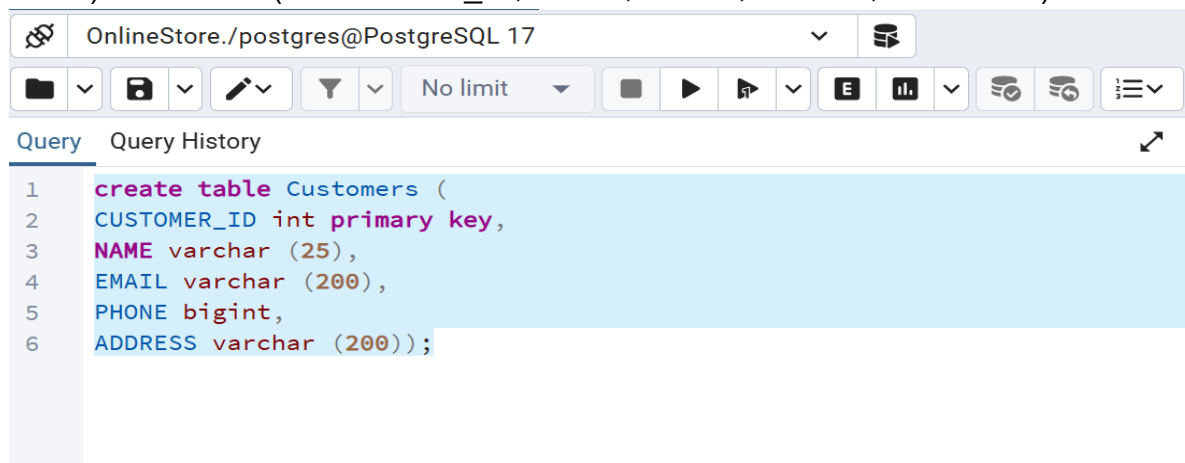 OnlineStore./postgres@PostgreSQL 17
No limit
E
Query Query History
1 create table Customers (
2 CUSTOMER_ID int primary key,
3 NAME varchar (25),
4 EMAIL varchar (200),
5 PHONE bigint,
6 ADDRESS varchar (200));